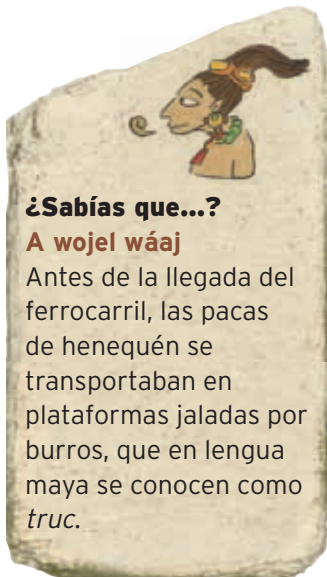 ¿Sabías que...?
A wojel wáaj
Antes de la llegada del
ferrocarril, las pacas
de henequén se
transportaban en
plataformas jaladas por
burros, que en lengua
maya se conocen como
truc.